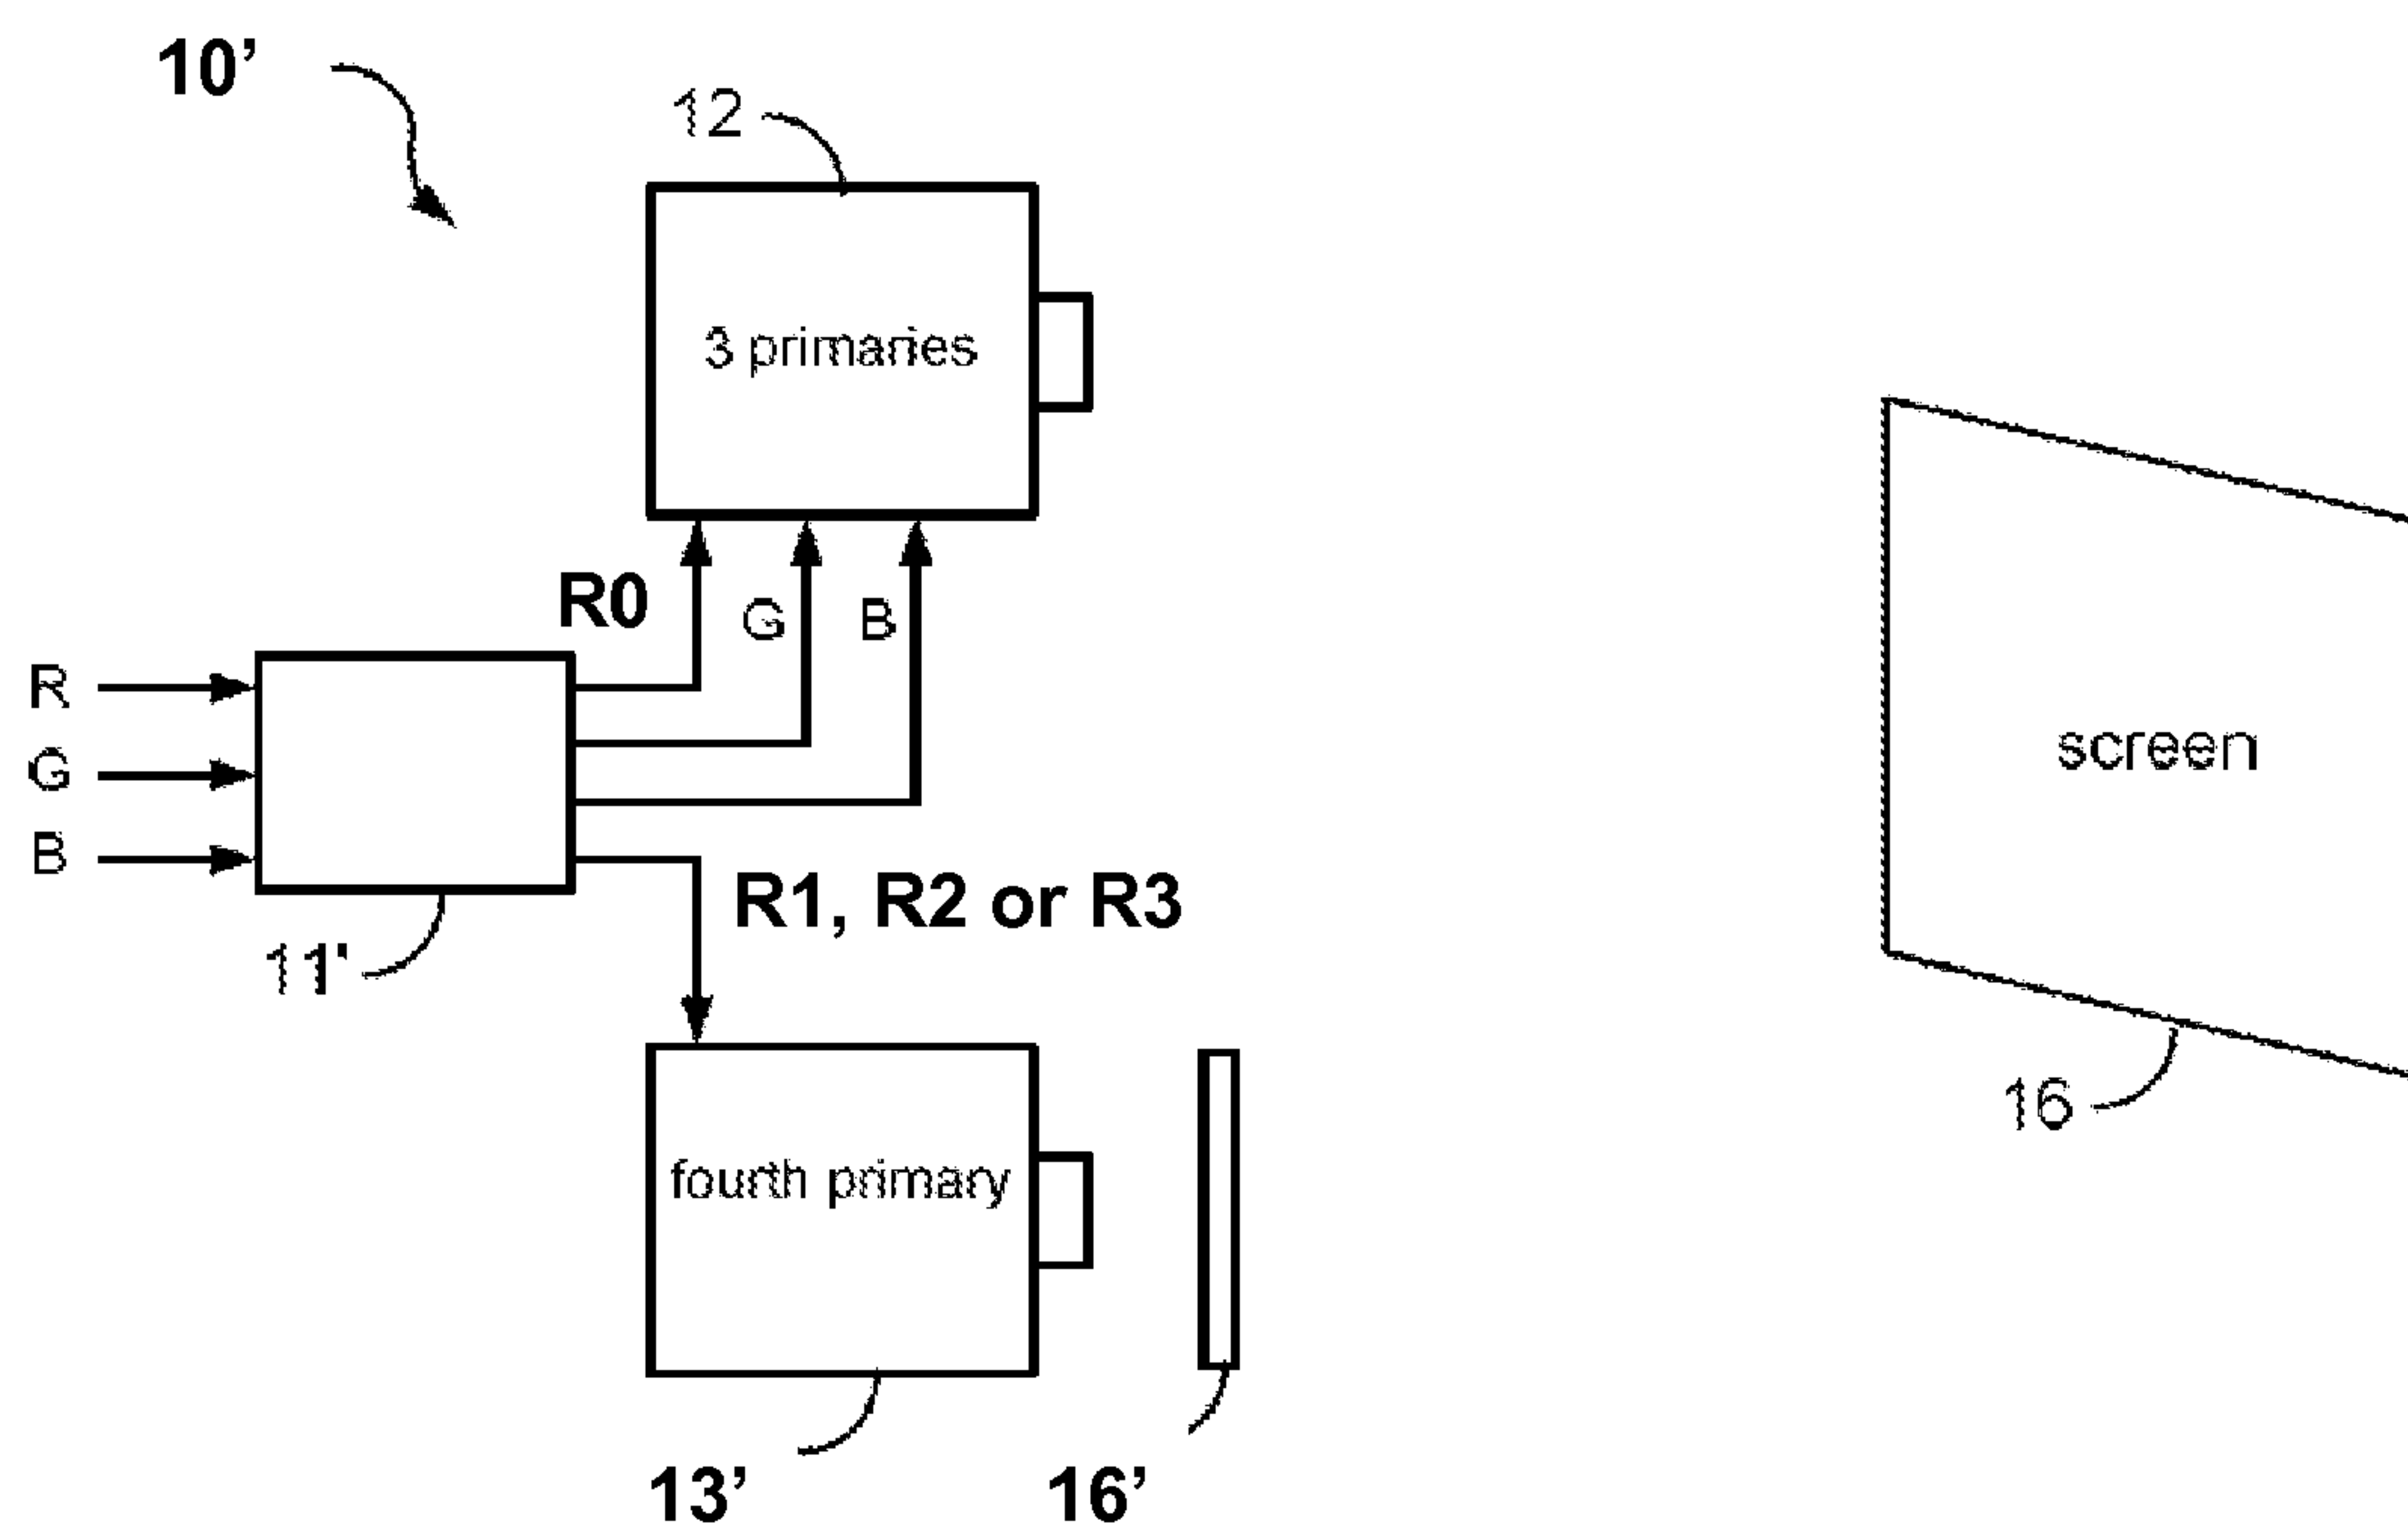 10’
12
3 primaries
R0
G
B
R
G
B
screen
R1, R2 or R3
11'
16
fourth primary
13’
16’